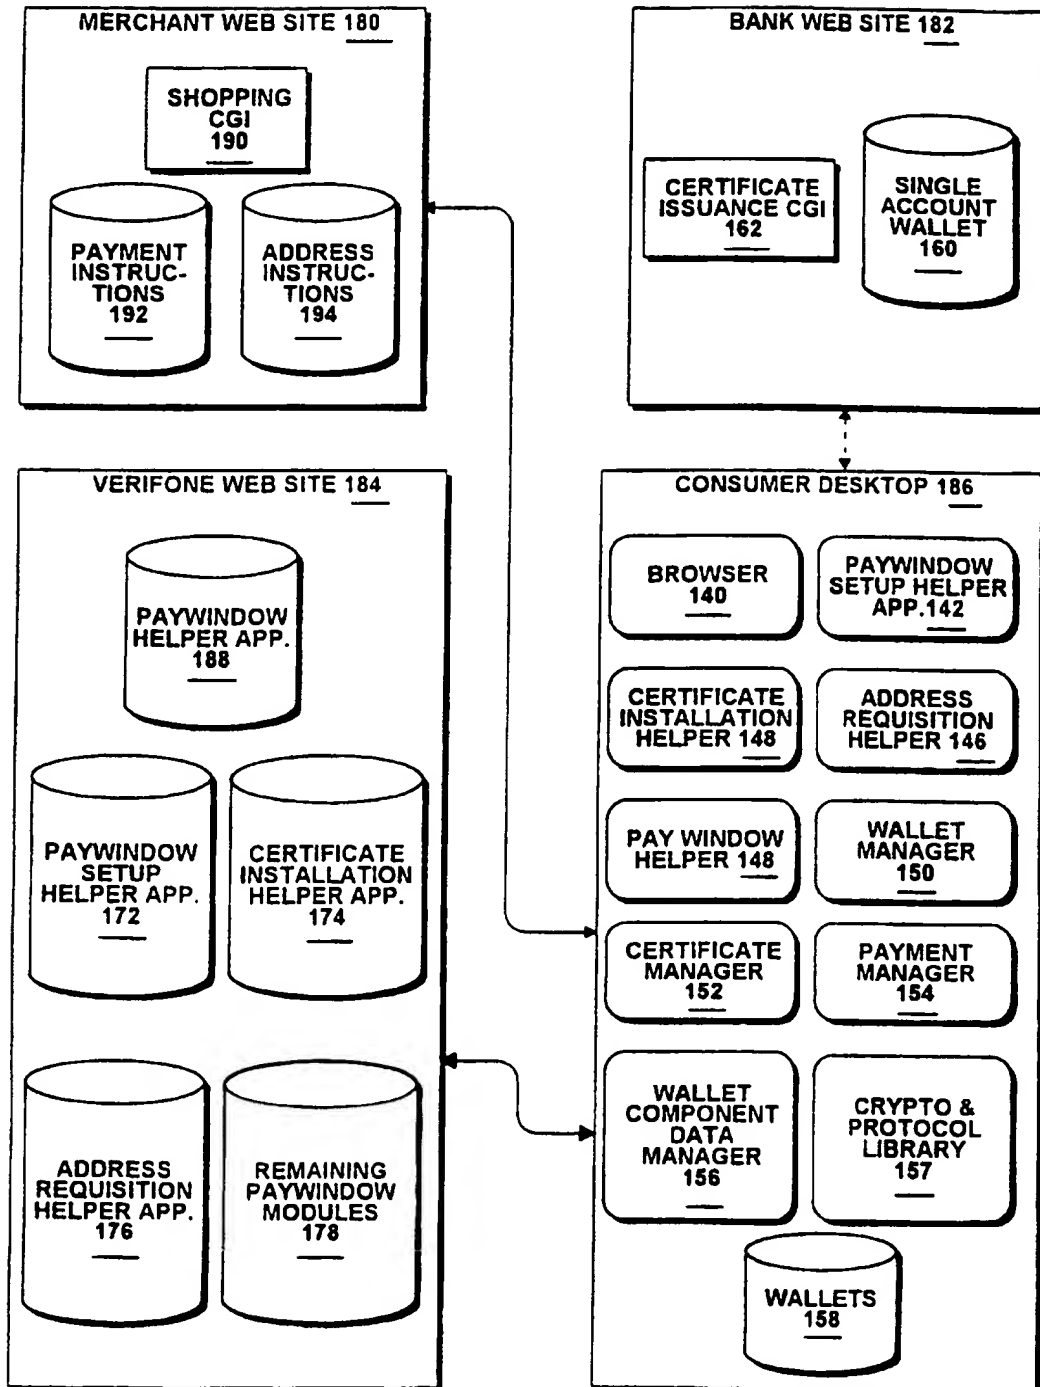 MERCHANT WEB SITE 180
SHOPPING
CGI
190
PAYMENT
INSTRUC-
TIONS
192
ADDRESS
INSTRUC-
TIONS
194
BANK WEB SITE 182
CERTIFICATE
ISSUANCE CGI
162
SINGLE
ACCOUNT
WALLET
160
VERIFONE WEB SITE 184
PAYWINDOW
HELPER APP.
188
PAYWINDOW
SETUP
HELPER APP.
172
CERTIFICATE
INSTALLATION
HELPER APP.
174
ADDRESS
REQUISITION
HELPER APP.
176
REMAINING
PAYWINDOW
MODULES
178
CONSUMER DESKTOP 186
BROWSER
140
PAYWINDOW
SETUP HELPER
APP.142
CERTIFICATE
INSTALLATION
HELPER 148
ADDRESS
REQUISITION
HELPER 146
PAY WINDOW
HELPER 148
WALLET
MANAGER
150
CERTIFICATE
MANAGER
152
PAYMENT
MANAGER
154
WALLET
COMPONENT
DATA
MANAGER
156
CRYPTO &
PROTOCOL
LIBRARY
157
WALLETS
158